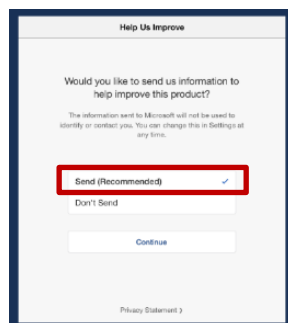 Help Us Improve
Would you like to send us information to
help improve this product?
The information sent to Microsoft will not be used to
identify or contact you. You can change this in Settings at
any time.
Send (Recommended) ✓
Don't Send
Continue
Privacy Statement >